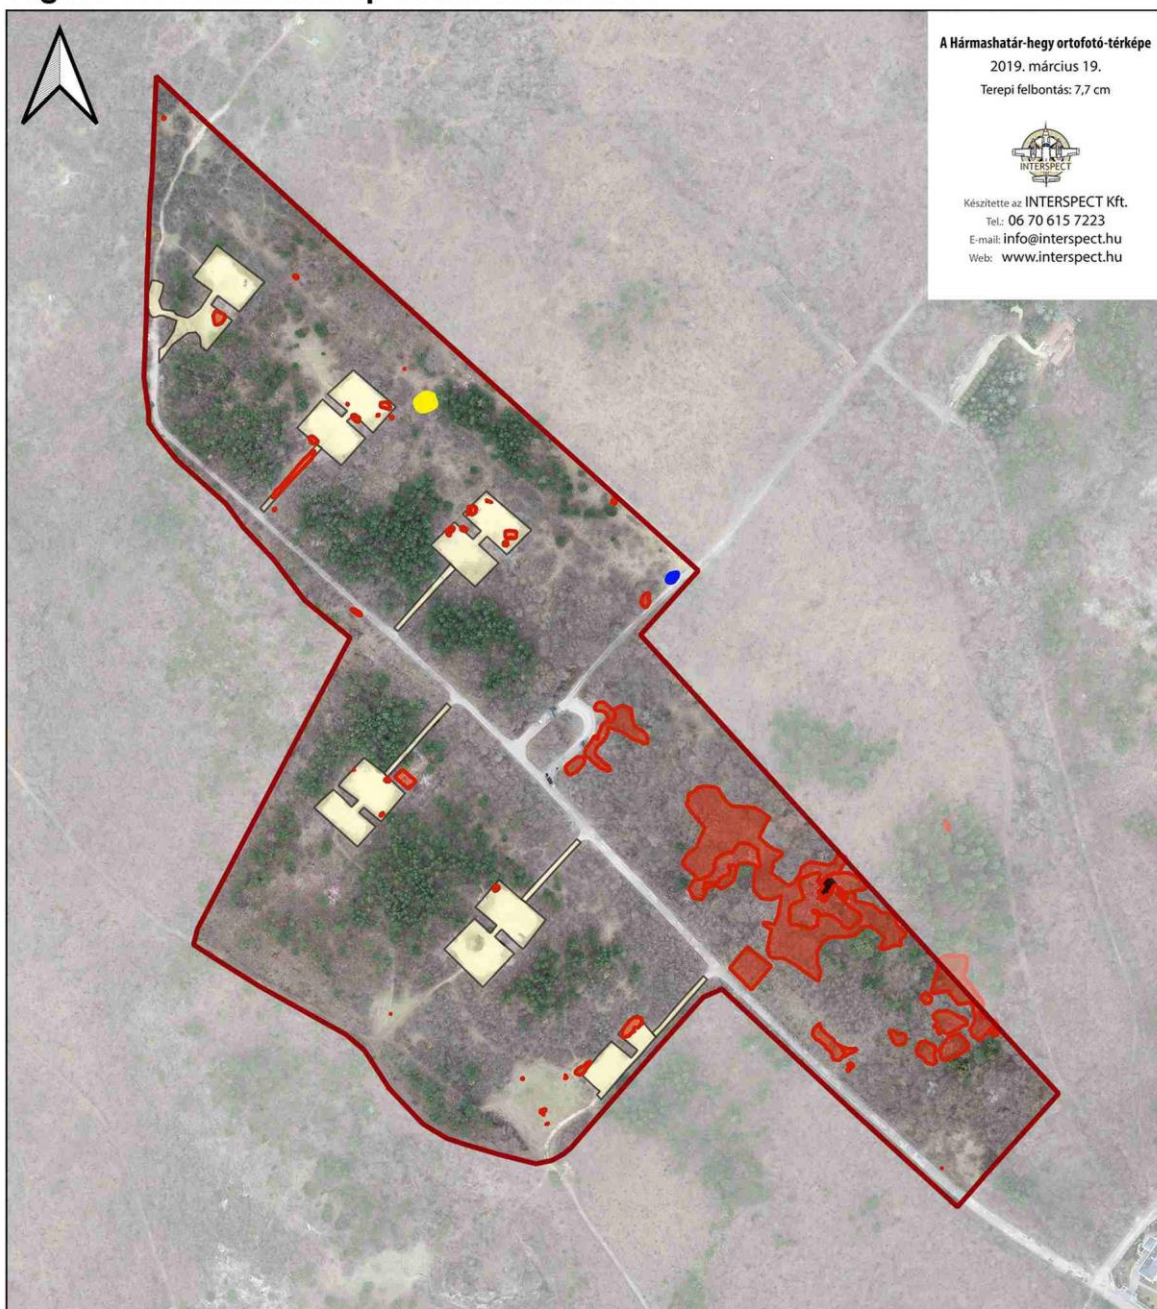 A Hármashatár-hegy ortofotó-térképe
2019. március 19.
Terepi felbontás: 7,7 cm
INTERSPECT
Készítette az INTERSPECT Kft.
Tel.: 06 70 615 7223
E-mail: info@interspect.hu
Web: www.interspect.hu